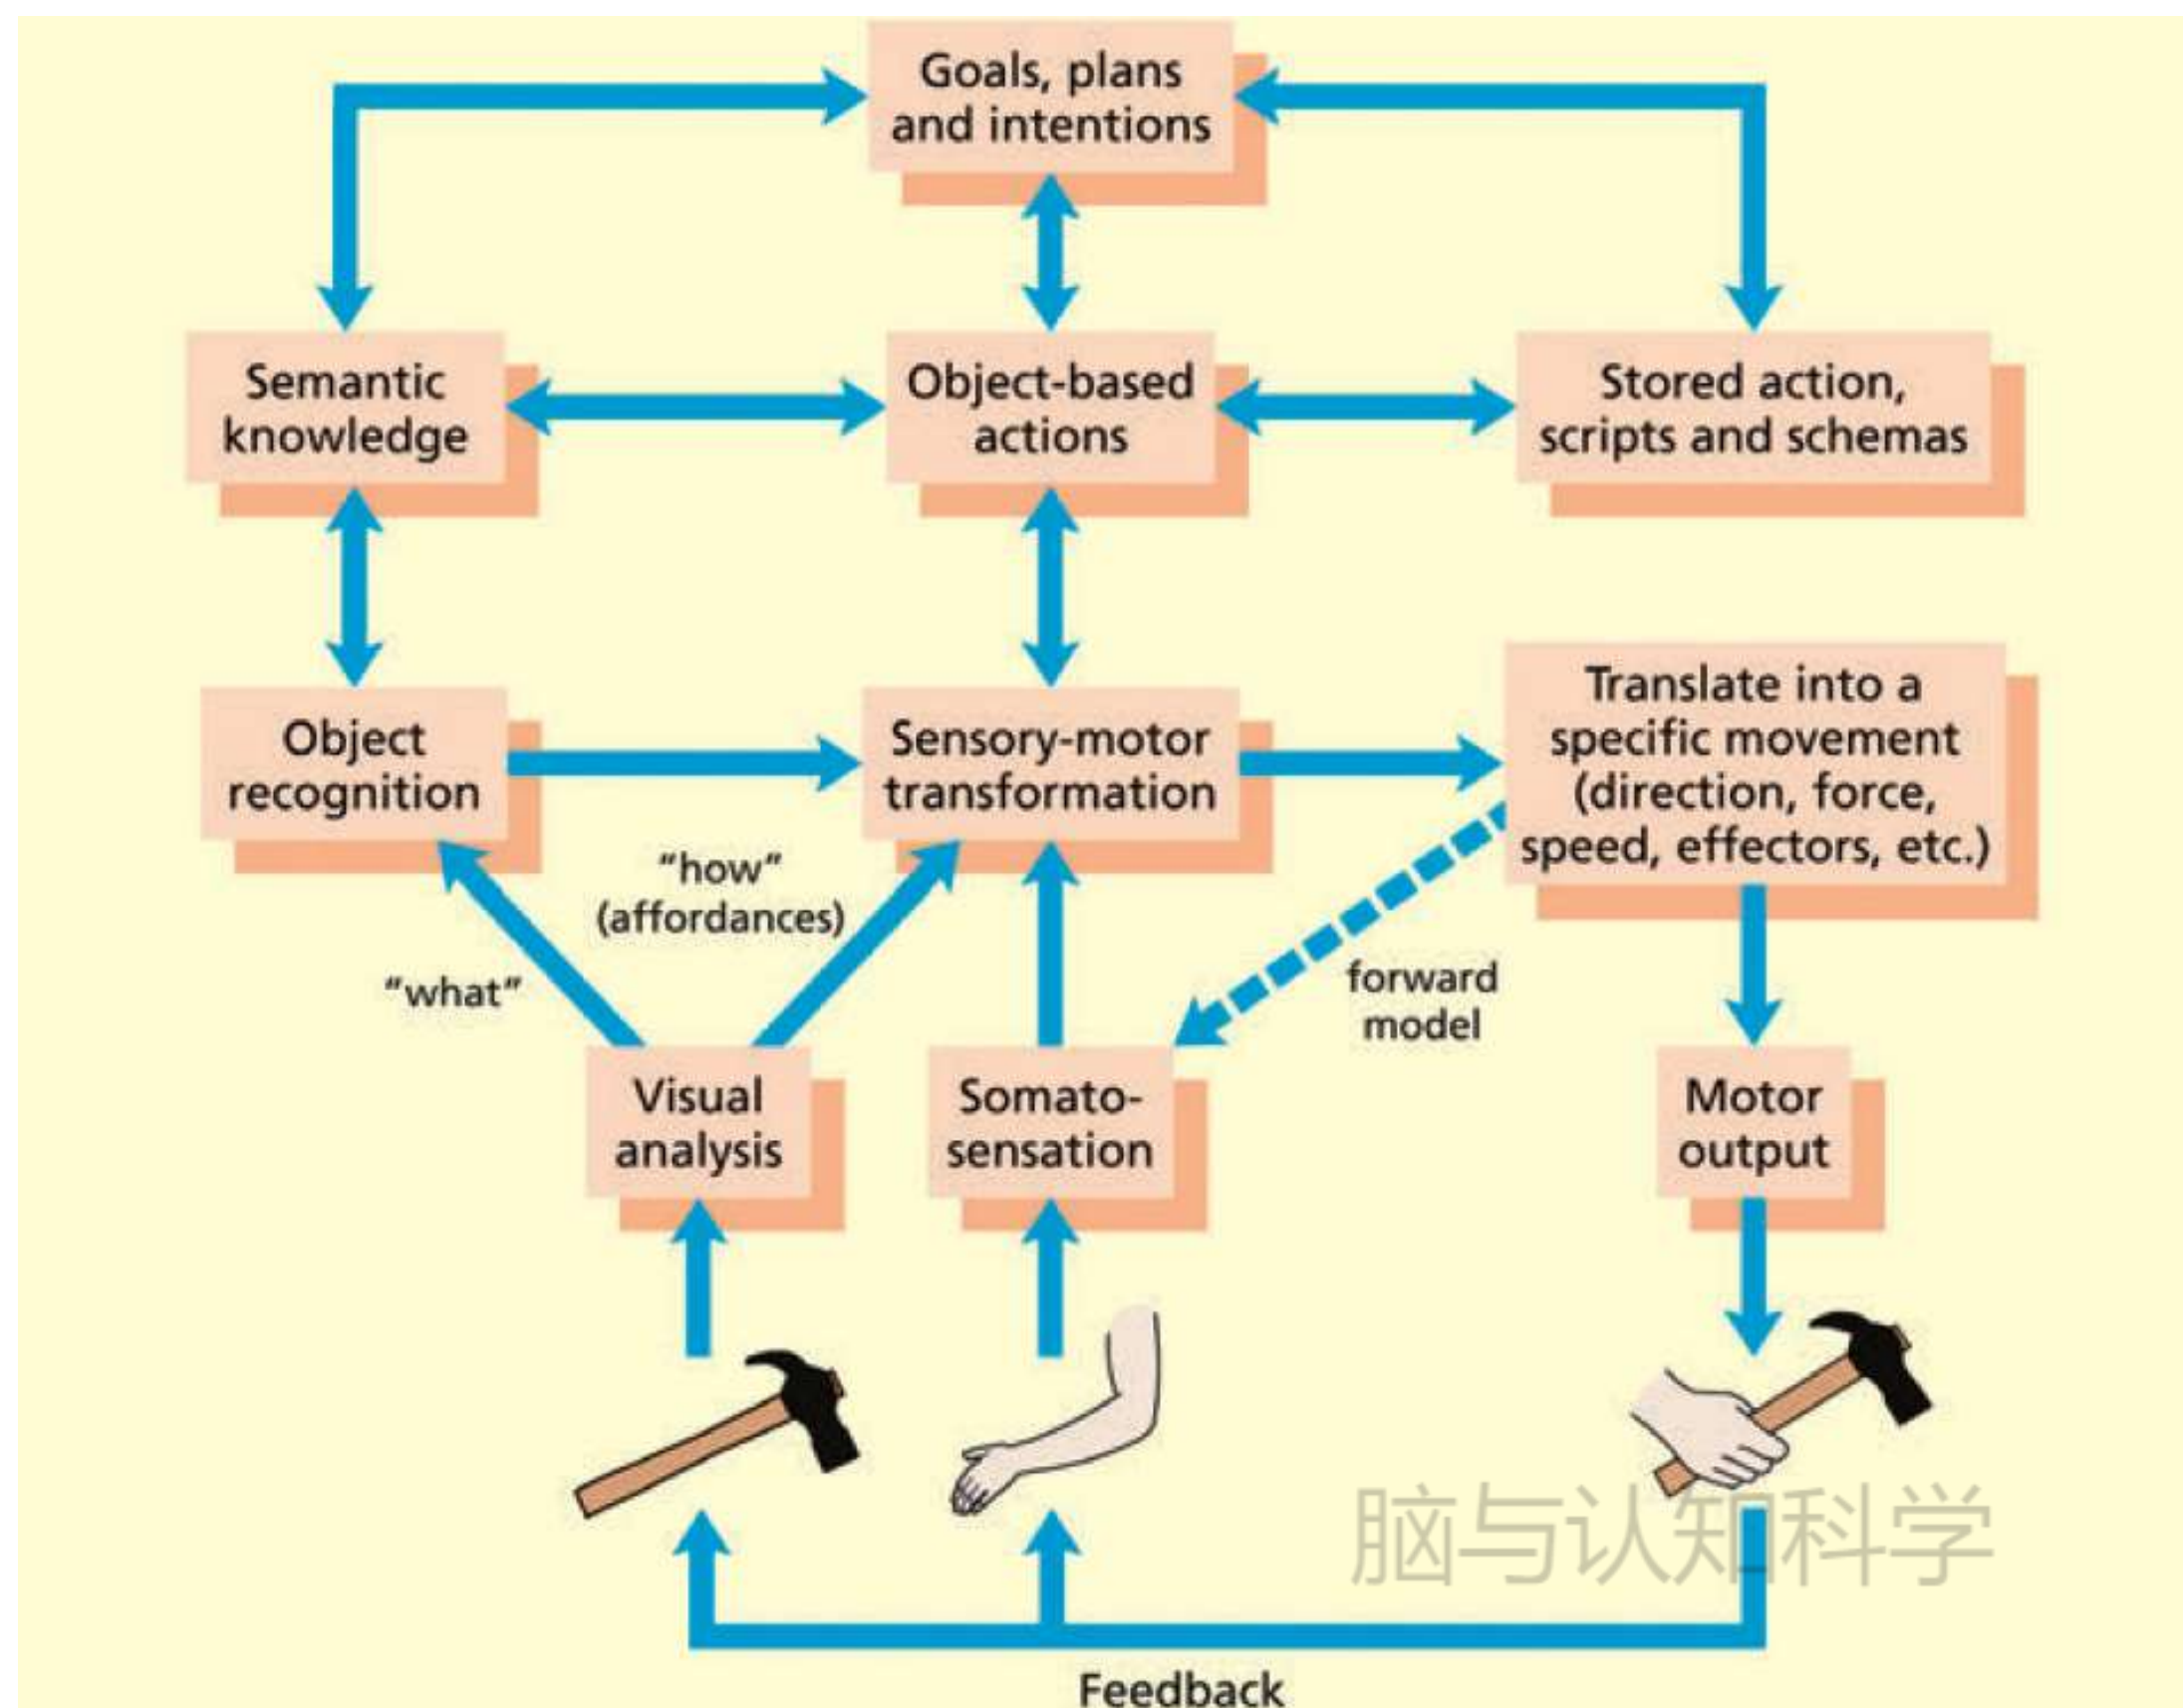 Goals, plans
and intentions
Semantic
knowledge
Object-based
actions
Stored action,
scripts and schemas
Object
recognition
Sensory-motor
transformation
Translate into a
specific movement
(direction, force,
speed, effectors, etc.)
"how"
(affordances)
"what"
forward
model
Visual
analysis
Somato-
sensation
Motor
output
脑与认知科学
Feedback